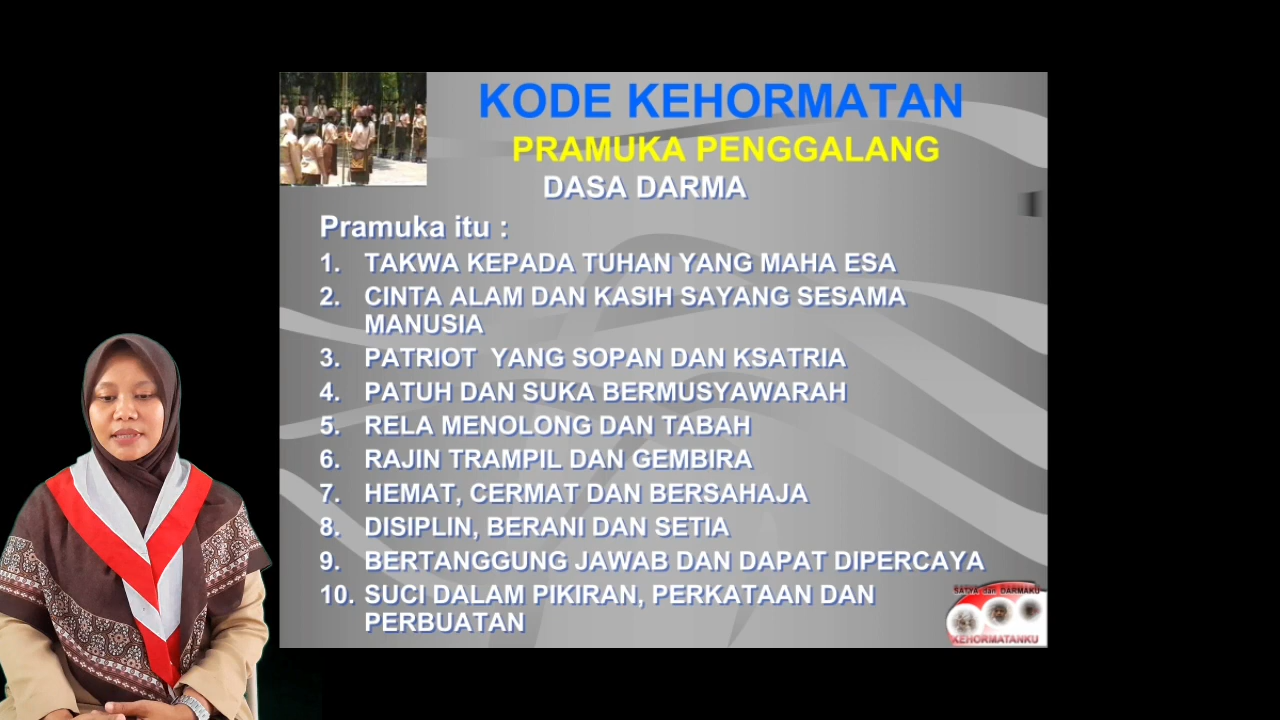 KODE KEHORMATAN
PRAMUKA PENGGALANG
DASA DARMA
Pramuka itu :
1. TAKWA KEPADA TUHAN YANG MAHA ESA
2. CINTA ALAM DAN KASIH SAYANG SESAMA
MANUSIA
3. PATRIOT YANG SOPAN DAN KSATRIA
4. PATUH DAN SUKA BERMUSYAWARAH
5. RELA MENOLONG DAN TABAH
6. RAJIN TRAMPIL DAN GEMBIRA
7. HEMAT, CERMAT DAN BERSAHAJA
8. DISIPLIN, BERANI DAN SETIA
9. BERTANGGUNG JAWAB DAN DAPAT DIPERCAYA
10. SUCI DALAM PIKIRAN, PERKATAAN DAN
PERBUATAN
SATYA dan DARMAKU
KEHORMATANKU